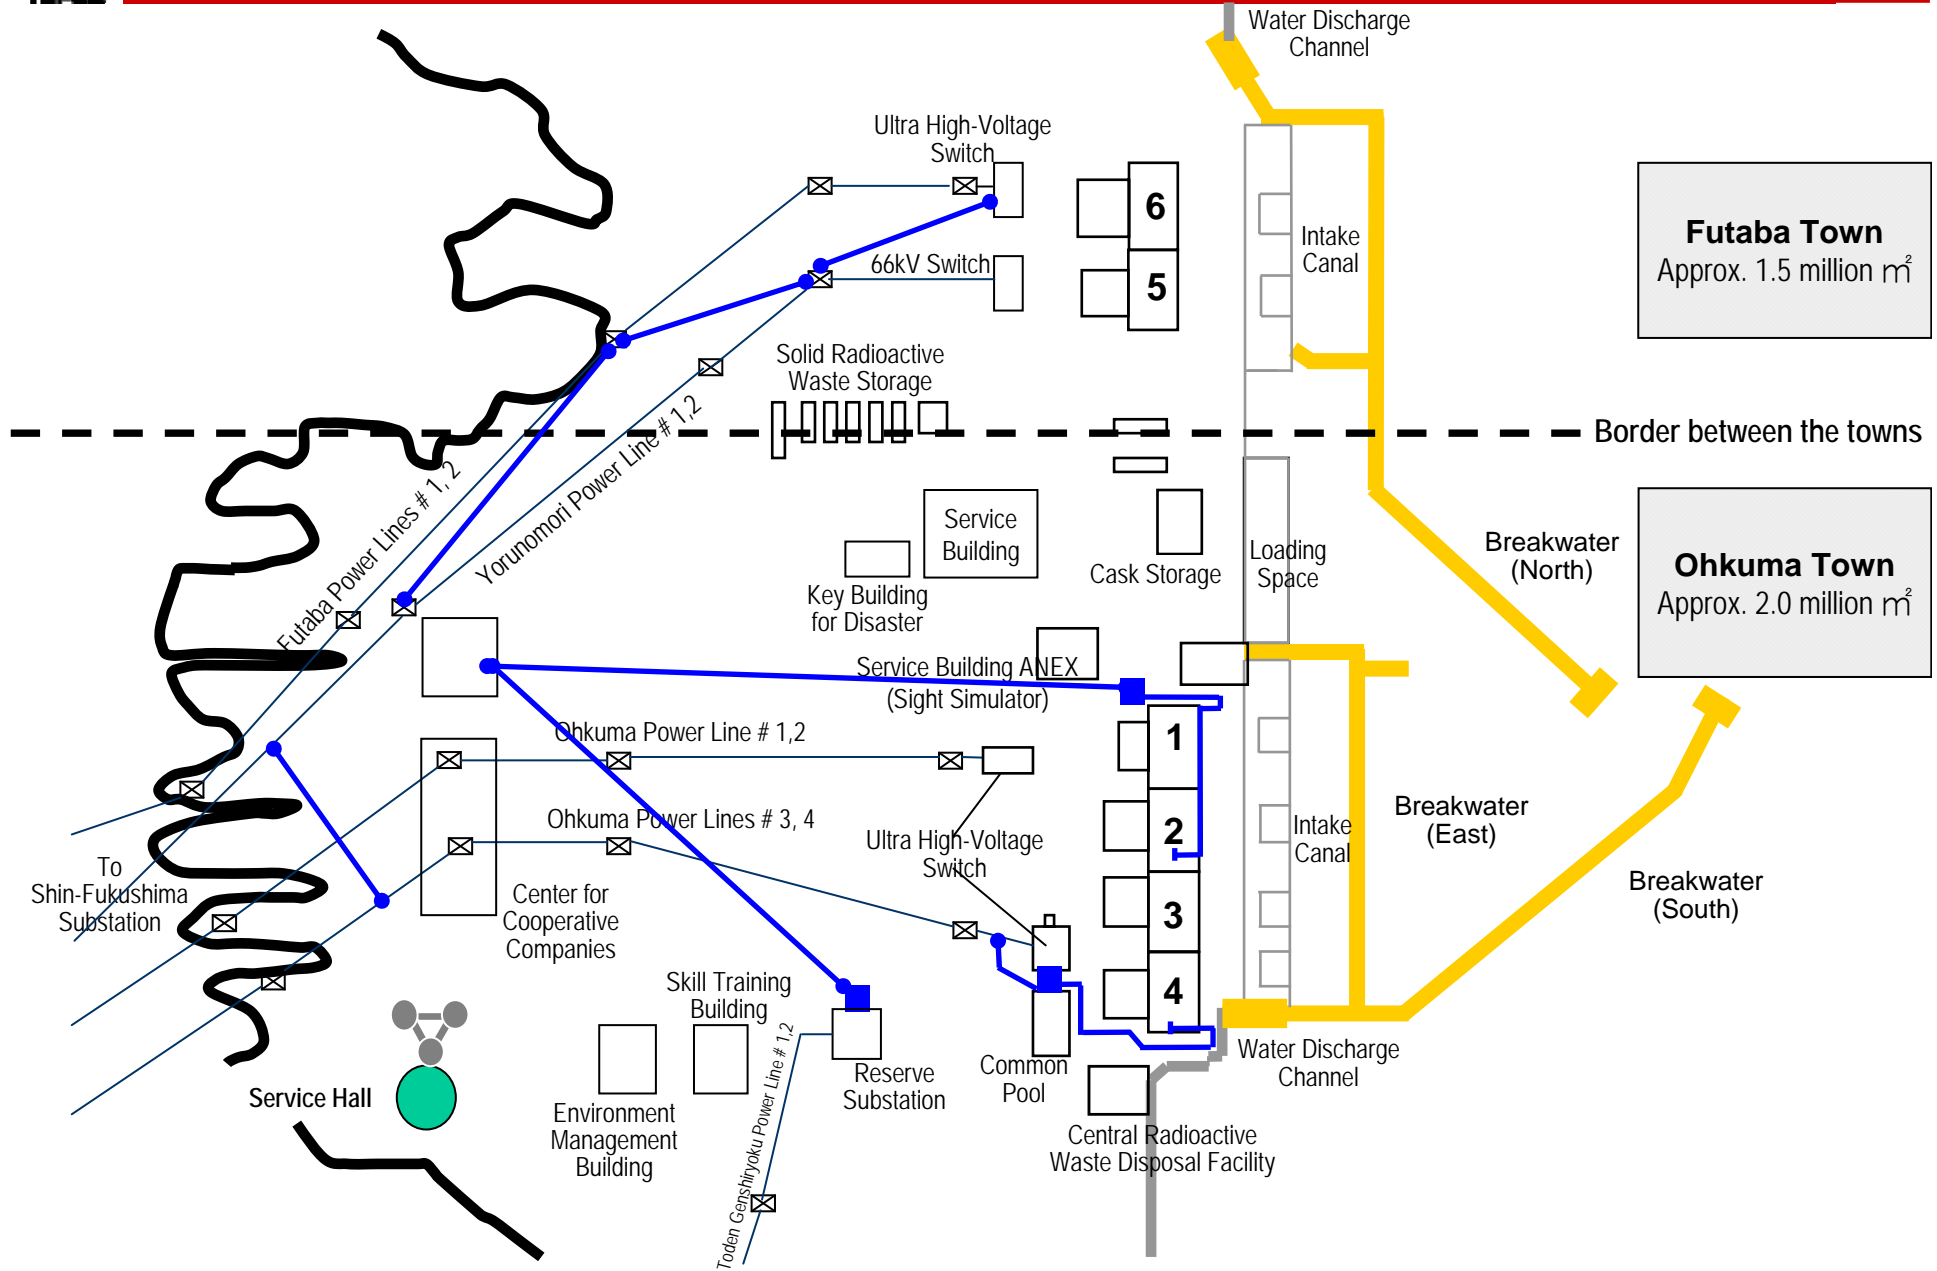 Water Discharge
Channel
Ultra High-Voltage
Switch
6
Intake
Canal
Futaba Town
Approx. 1.5 million ㎡
66kV Switch
5
Solid Radioactive
Waste Storage
Border between the towns
Futaba Power Lines # 1, 2
Yorunomori Power Line # 1,2
Service
Building
Key Building
for Disaster
Cask Storage
Loading
Space
Breakwater
(North)
Ohkuma Town
Approx. 2.0 million ㎡
Service Building ANEX
(Sight Simulator)
Ohkuma Power Line # 1,2
1
Ohkuma Power Lines # 3, 4
Ultra High-Voltage
Switch
2
Intake
Canal
Breakwater
(East)
To
Shin-Fukushima
Substation
Center for
Cooperative
Companies
3
Breakwater
(South)
Skill Training
Building
4
Toden Genshiryoku Power Line # 1,2
Reserve
Substation
Common
Pool
Water Discharge
Channel
Service Hall
Environment
Management
Building
Central Radioactive
Waste Disposal Facility